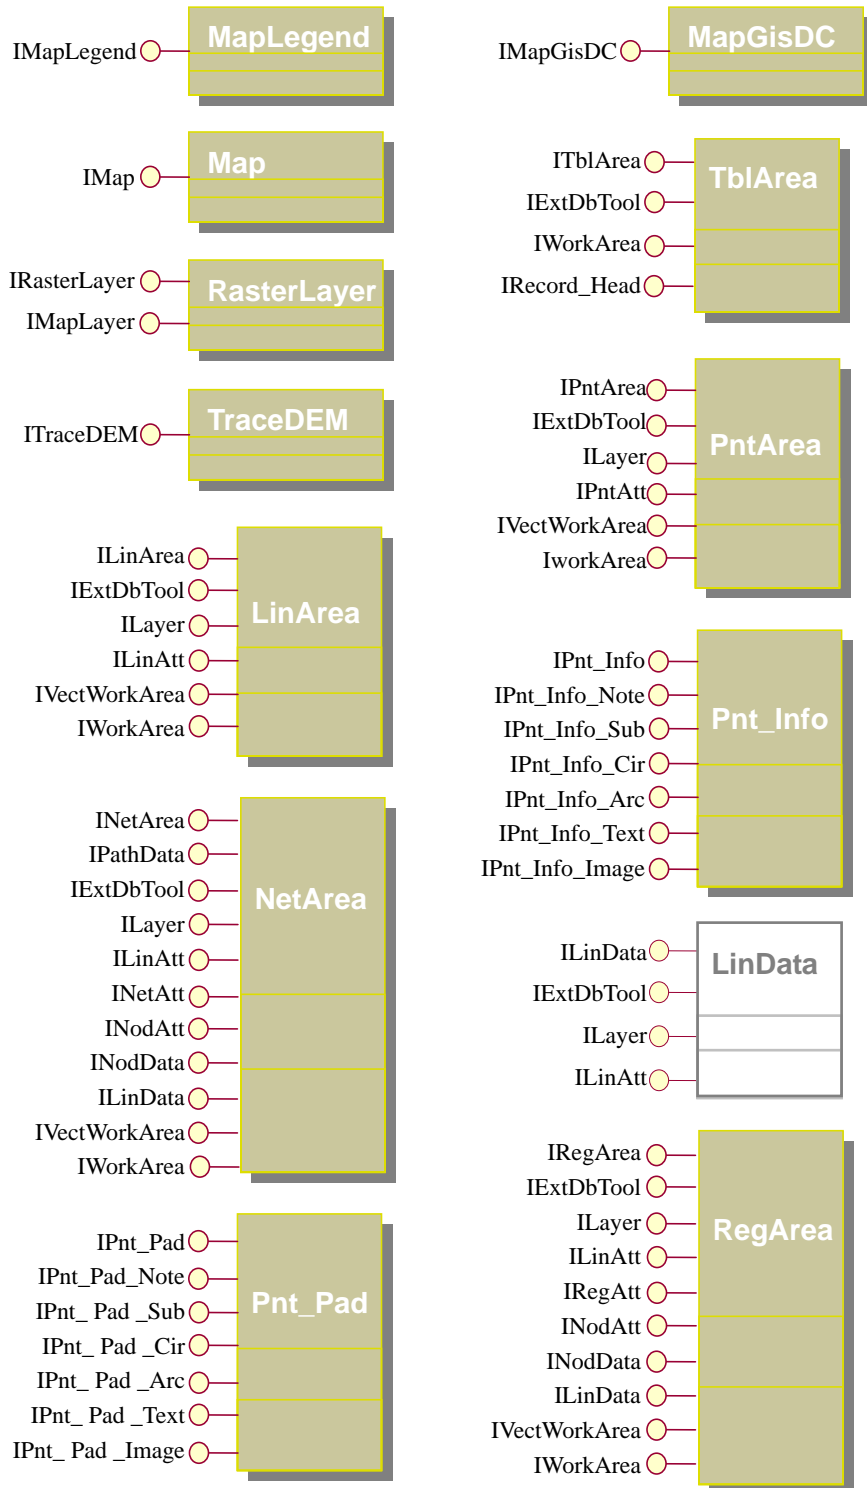 IMapLegend
MapLegend
IMap
Map
IRasterLayer
IMapLayer
RasterLayer
ITraceDEM
TraceDEM
ILinArea
IExtDbTool
ILayer
ILinAtt
IVectWorkArea
IWorkArea
LinArea
INetArea
IPathData
IExtDbTool
ILayer
ILinAtt
INetAtt
INodAtt
INodData
ILinData
IVectWorkArea
IWorkArea
NetArea
IPnt_Pad
IPnt_Pad_Note
IPnt_ Pad _Sub
IPnt_ Pad _Cir
IPnt_ Pad _Arc
IPnt_ Pad _Text
IPnt_ Pad _Image
Pnt_Pad
IMapGisDC
MapGisDC
ITblArea
IExtDbTool
IWorkArea
IRecord_Head
TblArea
IPntArea
IExtDbTool
ILayer
IPntAtt
IVectWorkArea
IworkArea
PntArea
IPnt_Info
IPnt_Info_Note
IPnt_Info_Sub
IPnt_Info_Cir
IPnt_Info_Arc
IPnt_Info_Text
IPnt_Info_Image
Pnt_Info
ILinData
IExtDbTool
ILayer
ILinAtt
LinData
IRegArea
IExtDbTool
ILayer
ILinAtt
IRegAtt
INodAtt
INodData
ILinData
IVectWorkArea
IWorkArea
RegArea